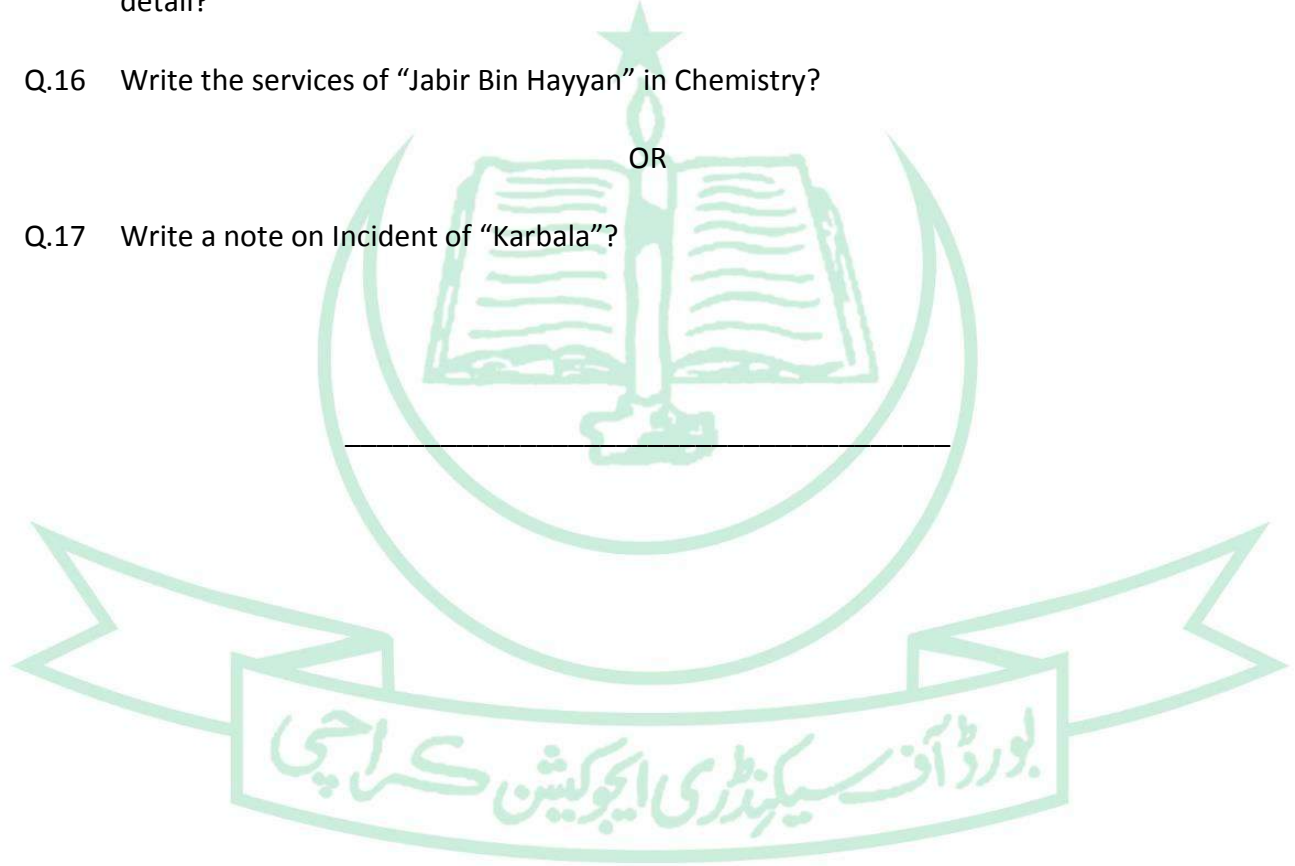 detail?
Q.16 Write the services of “Jabir Bin Hayyan” in Chemistry?
OR
Q.17 Write a note on Incident of “Karbala”?
بورڈ آف سیکنڈری ایجوکیشن کراچی